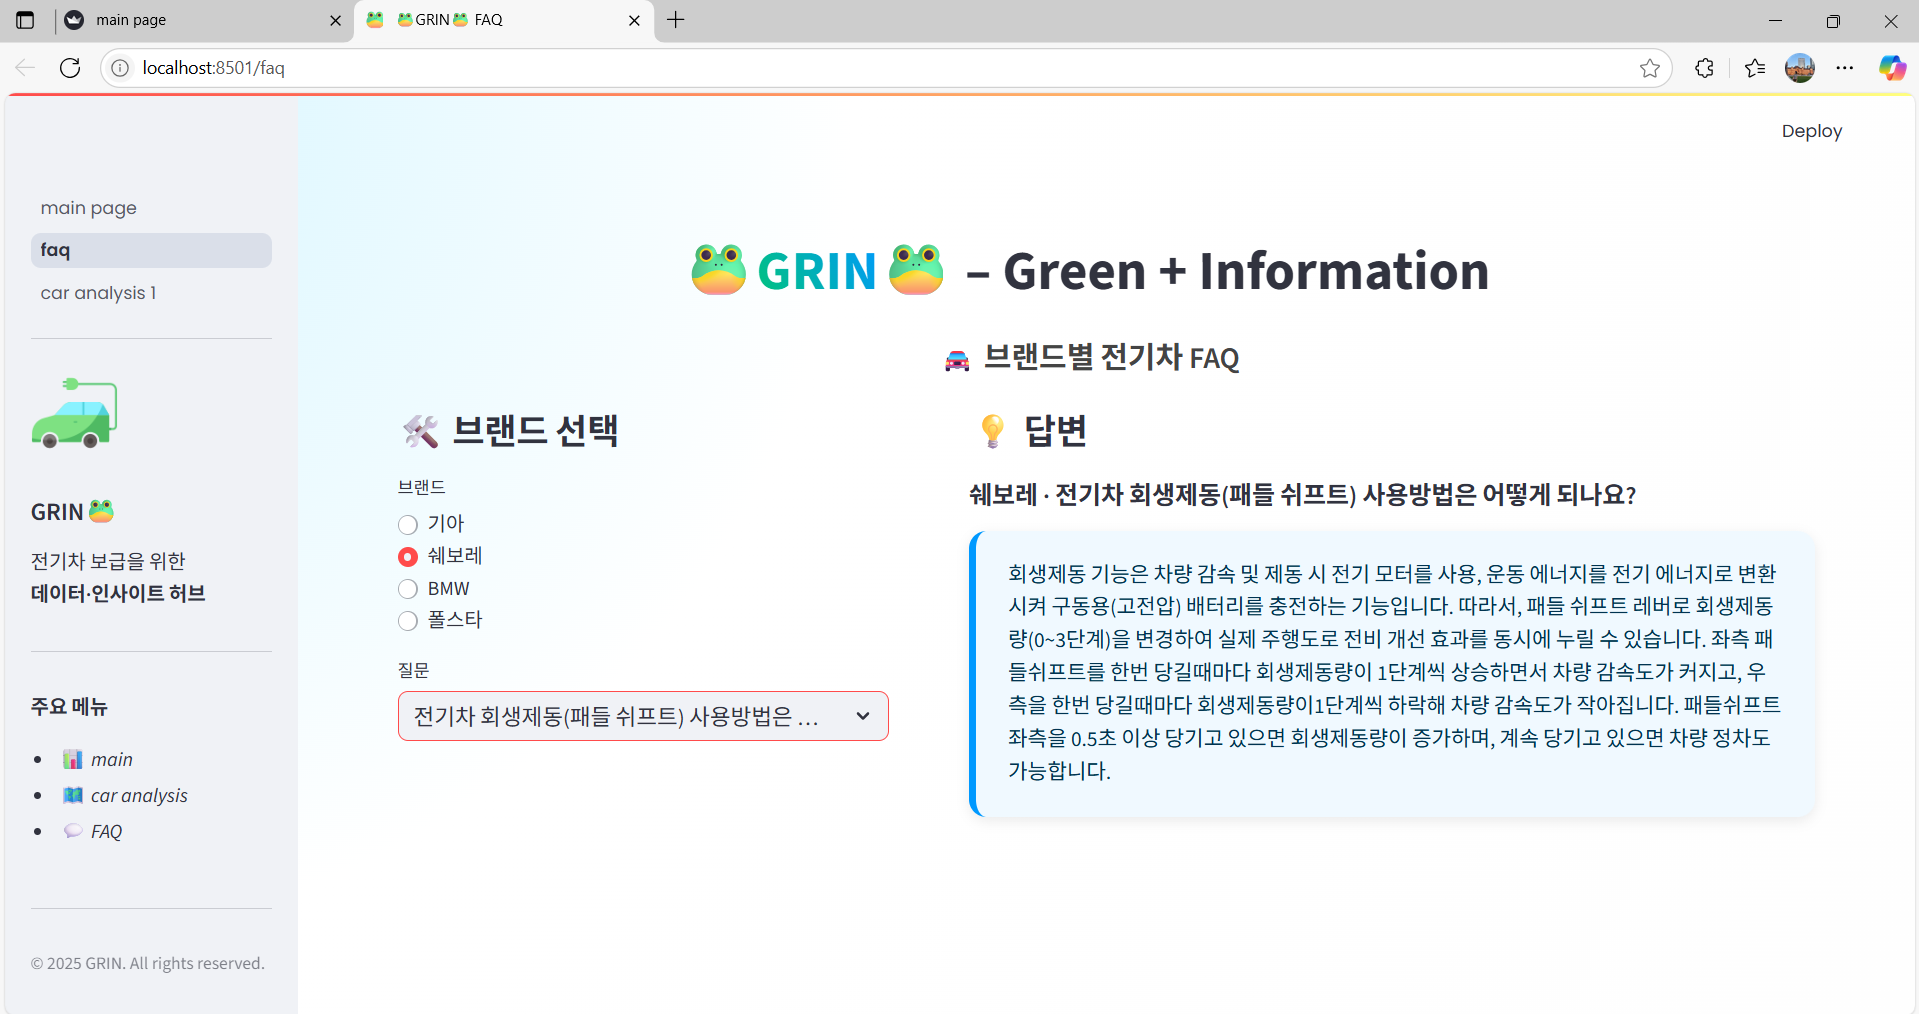 main page
GRIN FAQ
localhost:8501/faq
Deploy
main page
faq
car analysis 1
GRIN
전기차 보급을 위한
데이터·인사이트 허브
주요 메뉴
main
car analysis
FAQ
© 2025 GRIN. All rights reserved.
GRIN – Green + Information
브랜드별 전기차 FAQ
브랜드 선택
브랜드
기아
쉐보레
BMW
폴스타
질문
전기차 회생제동(패들 쉬프트) 사용방법은 ...
답변
쉐보레 · 전기차 회생제동(패들 쉬프트) 사용방법은 어떻게 되나요?
회생제동 기능은 차량 감속 및 제동 시 전기 모터를 사용, 운동 에너지를 전기 에너지로 변환
시켜 구동용(고전압) 배터리를 충전하는 기능입니다. 따라서, 패들 쉬프트 레버로 회생제동
량(0~3단계)을 변경하여 실제 주행도로 전비 개선 효과를 동시에 누릴 수 있습니다. 좌측 패
들쉬프트를 한번 당길때마다 회생제동량이 1단계씩 상승하면서 차량 감속도가 커지고, 우
측을 한번 당길때마다 회생제동량이1단계씩 하락해 차량 감속도가 작아집니다. 패들쉬프트
좌측을 0.5초 이상 당기고 있으면 회생제동량이 증가하며, 계속 당기고 있으면 차량 정차도
가능합니다.